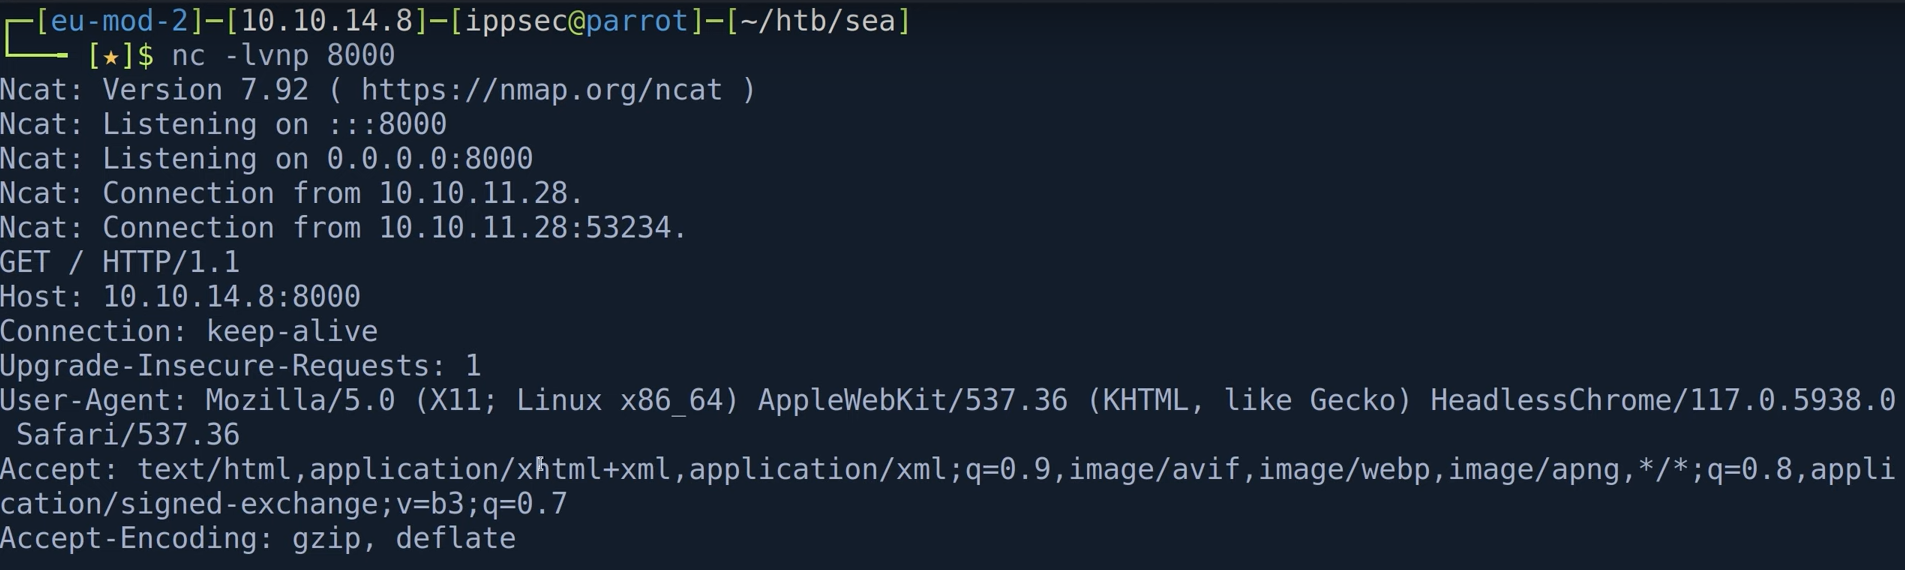 ┌─[eu-mod-2]─[10.10.14.8]─[ippsec@parrot]─[~/htb/sea]
└──╼ [★]$ nc -lvnp 8000
Ncat: Version 7.92 ( https://nmap.org/ncat )
Ncat: Listening on :::8000
Ncat: Listening on 0.0.0.0:8000
Ncat: Connection from 10.10.11.28.
Ncat: Connection from 10.10.11.28:53234.
GET / HTTP/1.1
Host: 10.10.14.8:8000
Connection: keep-alive
Upgrade-Insecure-Requests: 1
User-Agent: Mozilla/5.0 (X11; Linux x86_64) AppleWebKit/537.36 (KHTML, like Gecko) HeadlessChrome/117.0.5938.0
 Safari/537.36
Accept: text/html,application/xhtml+xml,application/xml;q=0.9,image/avif,image/webp,image/apng,*/*;q=0.8,appli
cation/signed-exchange;v=b3;q=0.7
Accept-Encoding: gzip, deflate